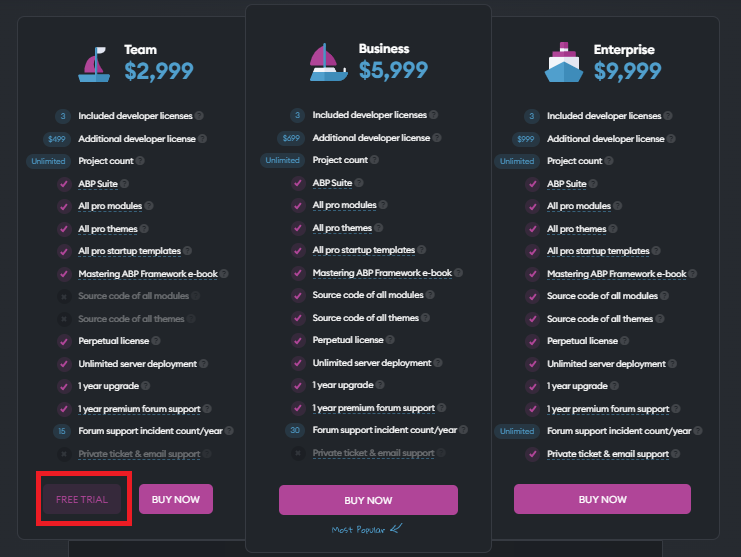 Team
$2,999
3 Included developer licenses ?
$499 Additional developer license ?
Unlimited Project count ?
ABP Suite ?
All pro modules ?
All pro themes ?
All pro startup templates ?
Mastering ABP Framework e-book ?
Source code of all modules ?
Source code of all themes ?
Perpetual license ?
Unlimited server deployment ?
1 year upgrade ?
1 year premium forum support ?
15 Forum support incident count/year ?
Private ticket & email support ?
FREE TRIAL
BUY NOW
Business
$5,999
3 Included developer licenses ?
$699 Additional developer license ?
Unlimited Project count ?
ABP Suite ?
All pro modules ?
All pro themes ?
All pro startup templates ?
Mastering ABP Framework e-book ?
Source code of all modules ?
Source code of all themes ?
Perpetual license ?
Unlimited server deployment ?
1 year upgrade ?
1 year premium forum support ?
30 Forum support incident count/year ?
Private ticket & email support ?
BUY NOW
Most Popular
Enterprise
$9,999
3 Included developer licenses ?
$999 Additional developer license ?
Unlimited Project count ?
ABP Suite ?
All pro modules ?
All pro themes ?
All pro startup templates ?
Mastering ABP Framework e-book ?
Source code of all modules ?
Source code of all themes ?
Perpetual license ?
Unlimited server deployment ?
1 year upgrade ?
1 year premium forum support ?
Unlimited Forum support incident count/year ?
Private ticket & email support ?
BUY NOW